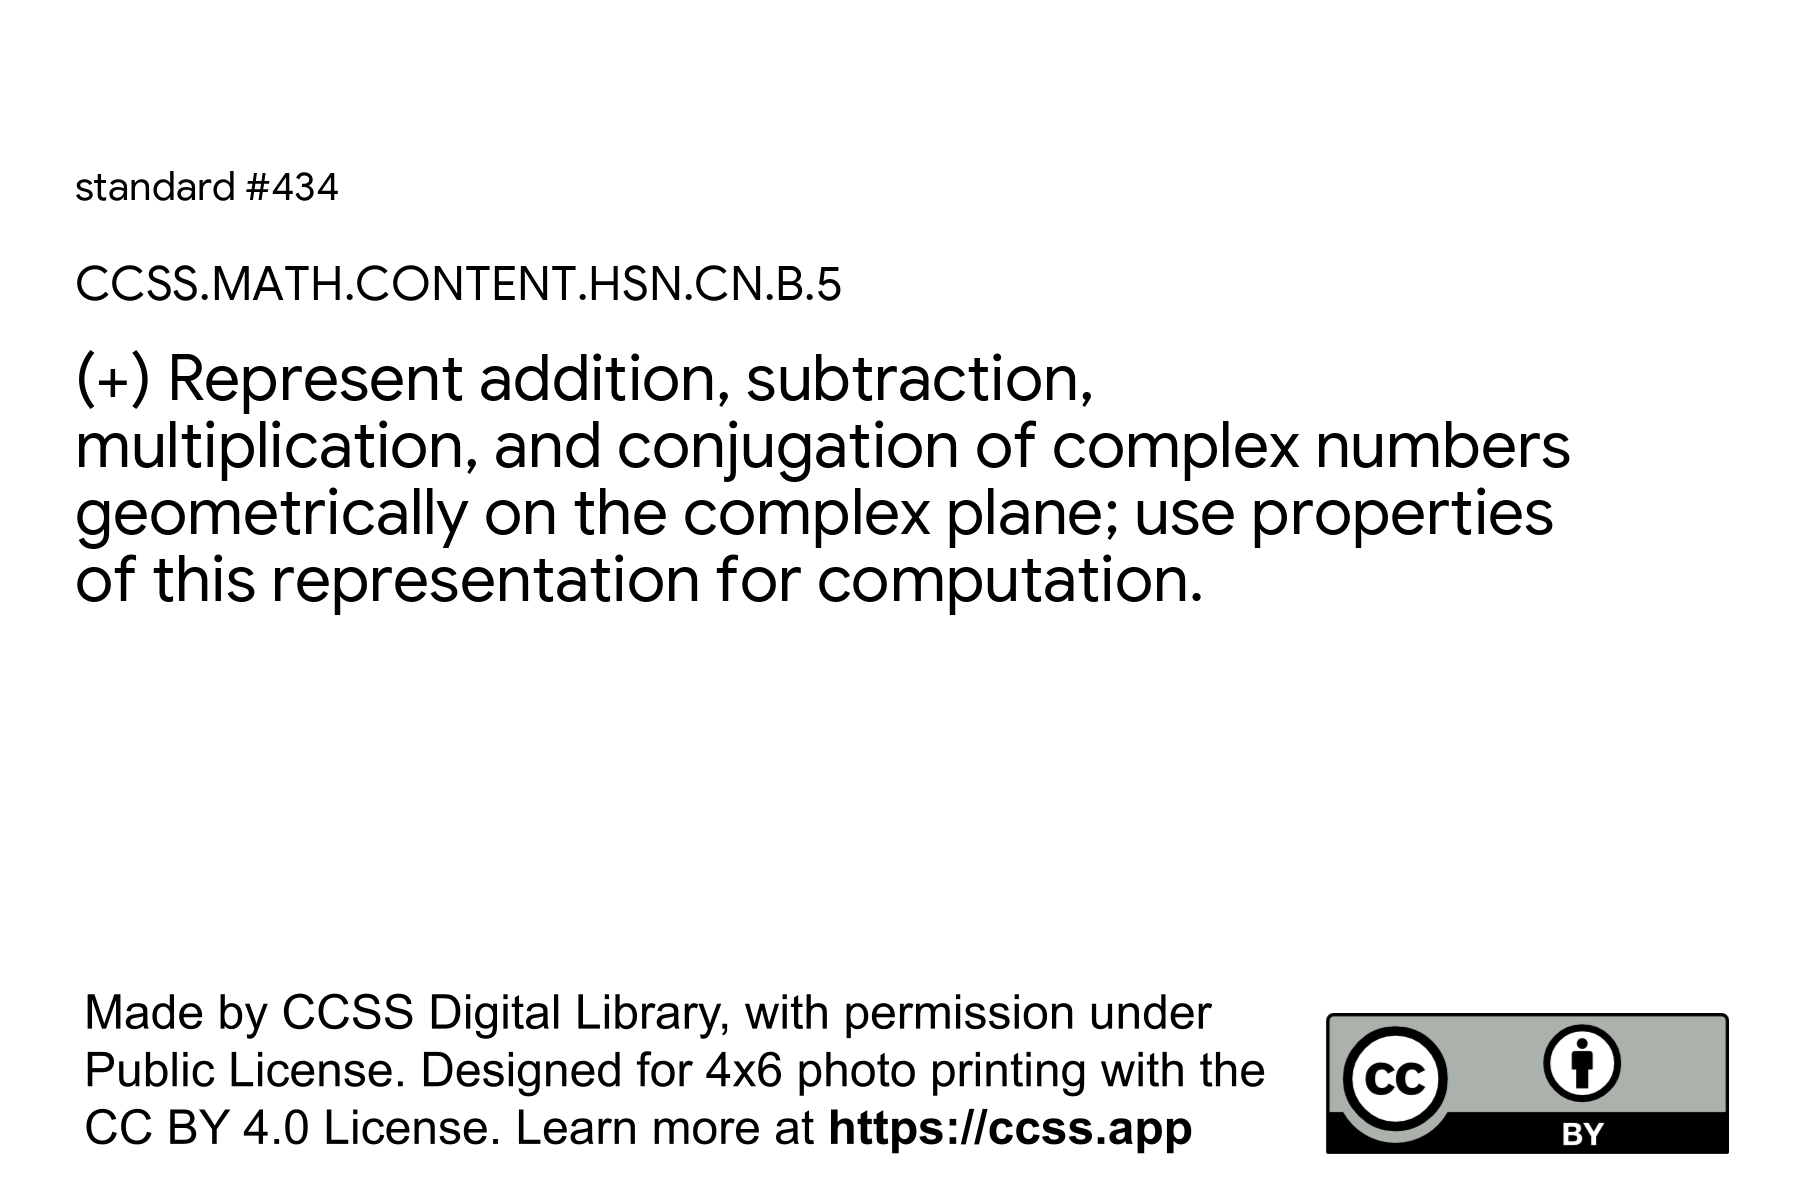 standard #434
CCSS.MATH.CONTENT.HSN.CN.B.5
(+) Represent addition, subtraction,
multiplication, and conjugation of complex numbers
geometrically on the complex plane; use properties
of this representation for computation.
Made by CCSS Digital Library, with permission under
Public License. Designed for 4x6 photo printing with the
CC BY 4.0 License. Learn more at https://ccss.app
cc
BY